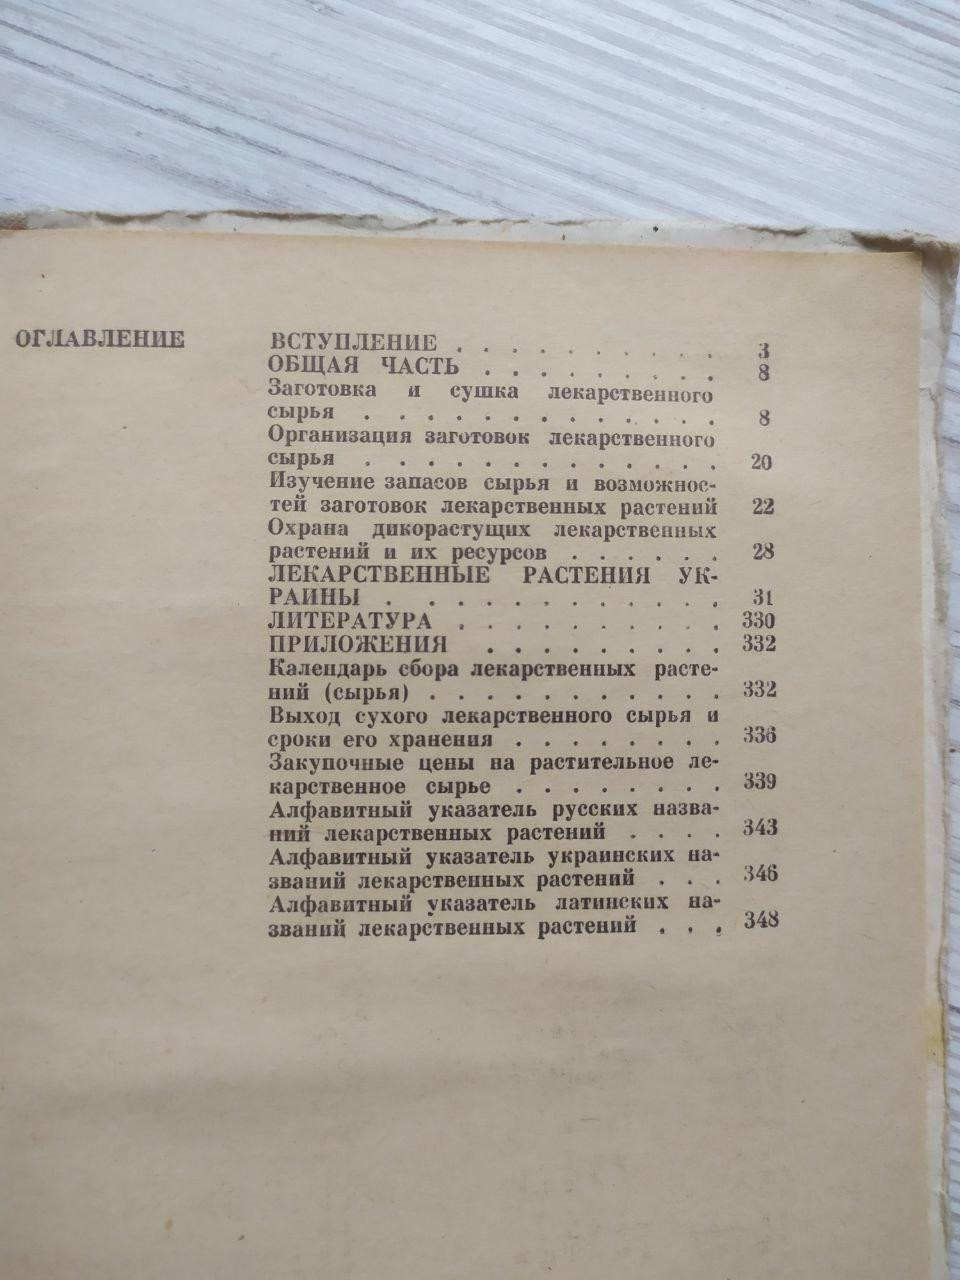 ОГЛАВЛЕНИЕ
ВСТУПЛЕНИЕ . . . . . . . . . . 3
ОБЩАЯ ЧАСТЬ . . . . . . . . . 8
Заготовка и сушка лекарственного
сырья . . . . . . . . . . . . . 8
Организация заготовок лекарственного
сырья . . . . . . . . . . . . . 20
Изучение запасов сырья и возможнос-
тей заготовок лекарственных растений 22
Охрана дикорастущих лекарственных
растений и их ресурсов . . . . . . 28
ЛЕКАРСТВЕННЫЕ РАСТЕНИЯ УК-
РАИНЫ . . . . . . . . . . . . 31
ЛИТЕРАТУРА . . . . . . . . . . 330
ПРИЛОЖЕНИЯ . . . . . . . . . 332
Календарь сбора лекарственных расте-
ний (сырья) . . . . . . . . . . . 332
Выход сухого лекарственного сырья и
сроки его хранения . . . . . . . . 336
Закупочные цены на растительное ле-
карственное сырье . . . . . . . . 339
Алфавитный указатель русских назва-
ний лекарственных растений . . . . 343
Алфавитный указатель украинских на-
званий лекарственных растений . . . 346
Алфавитный указатель латинских на-
званий лекарственных растений . . . 348